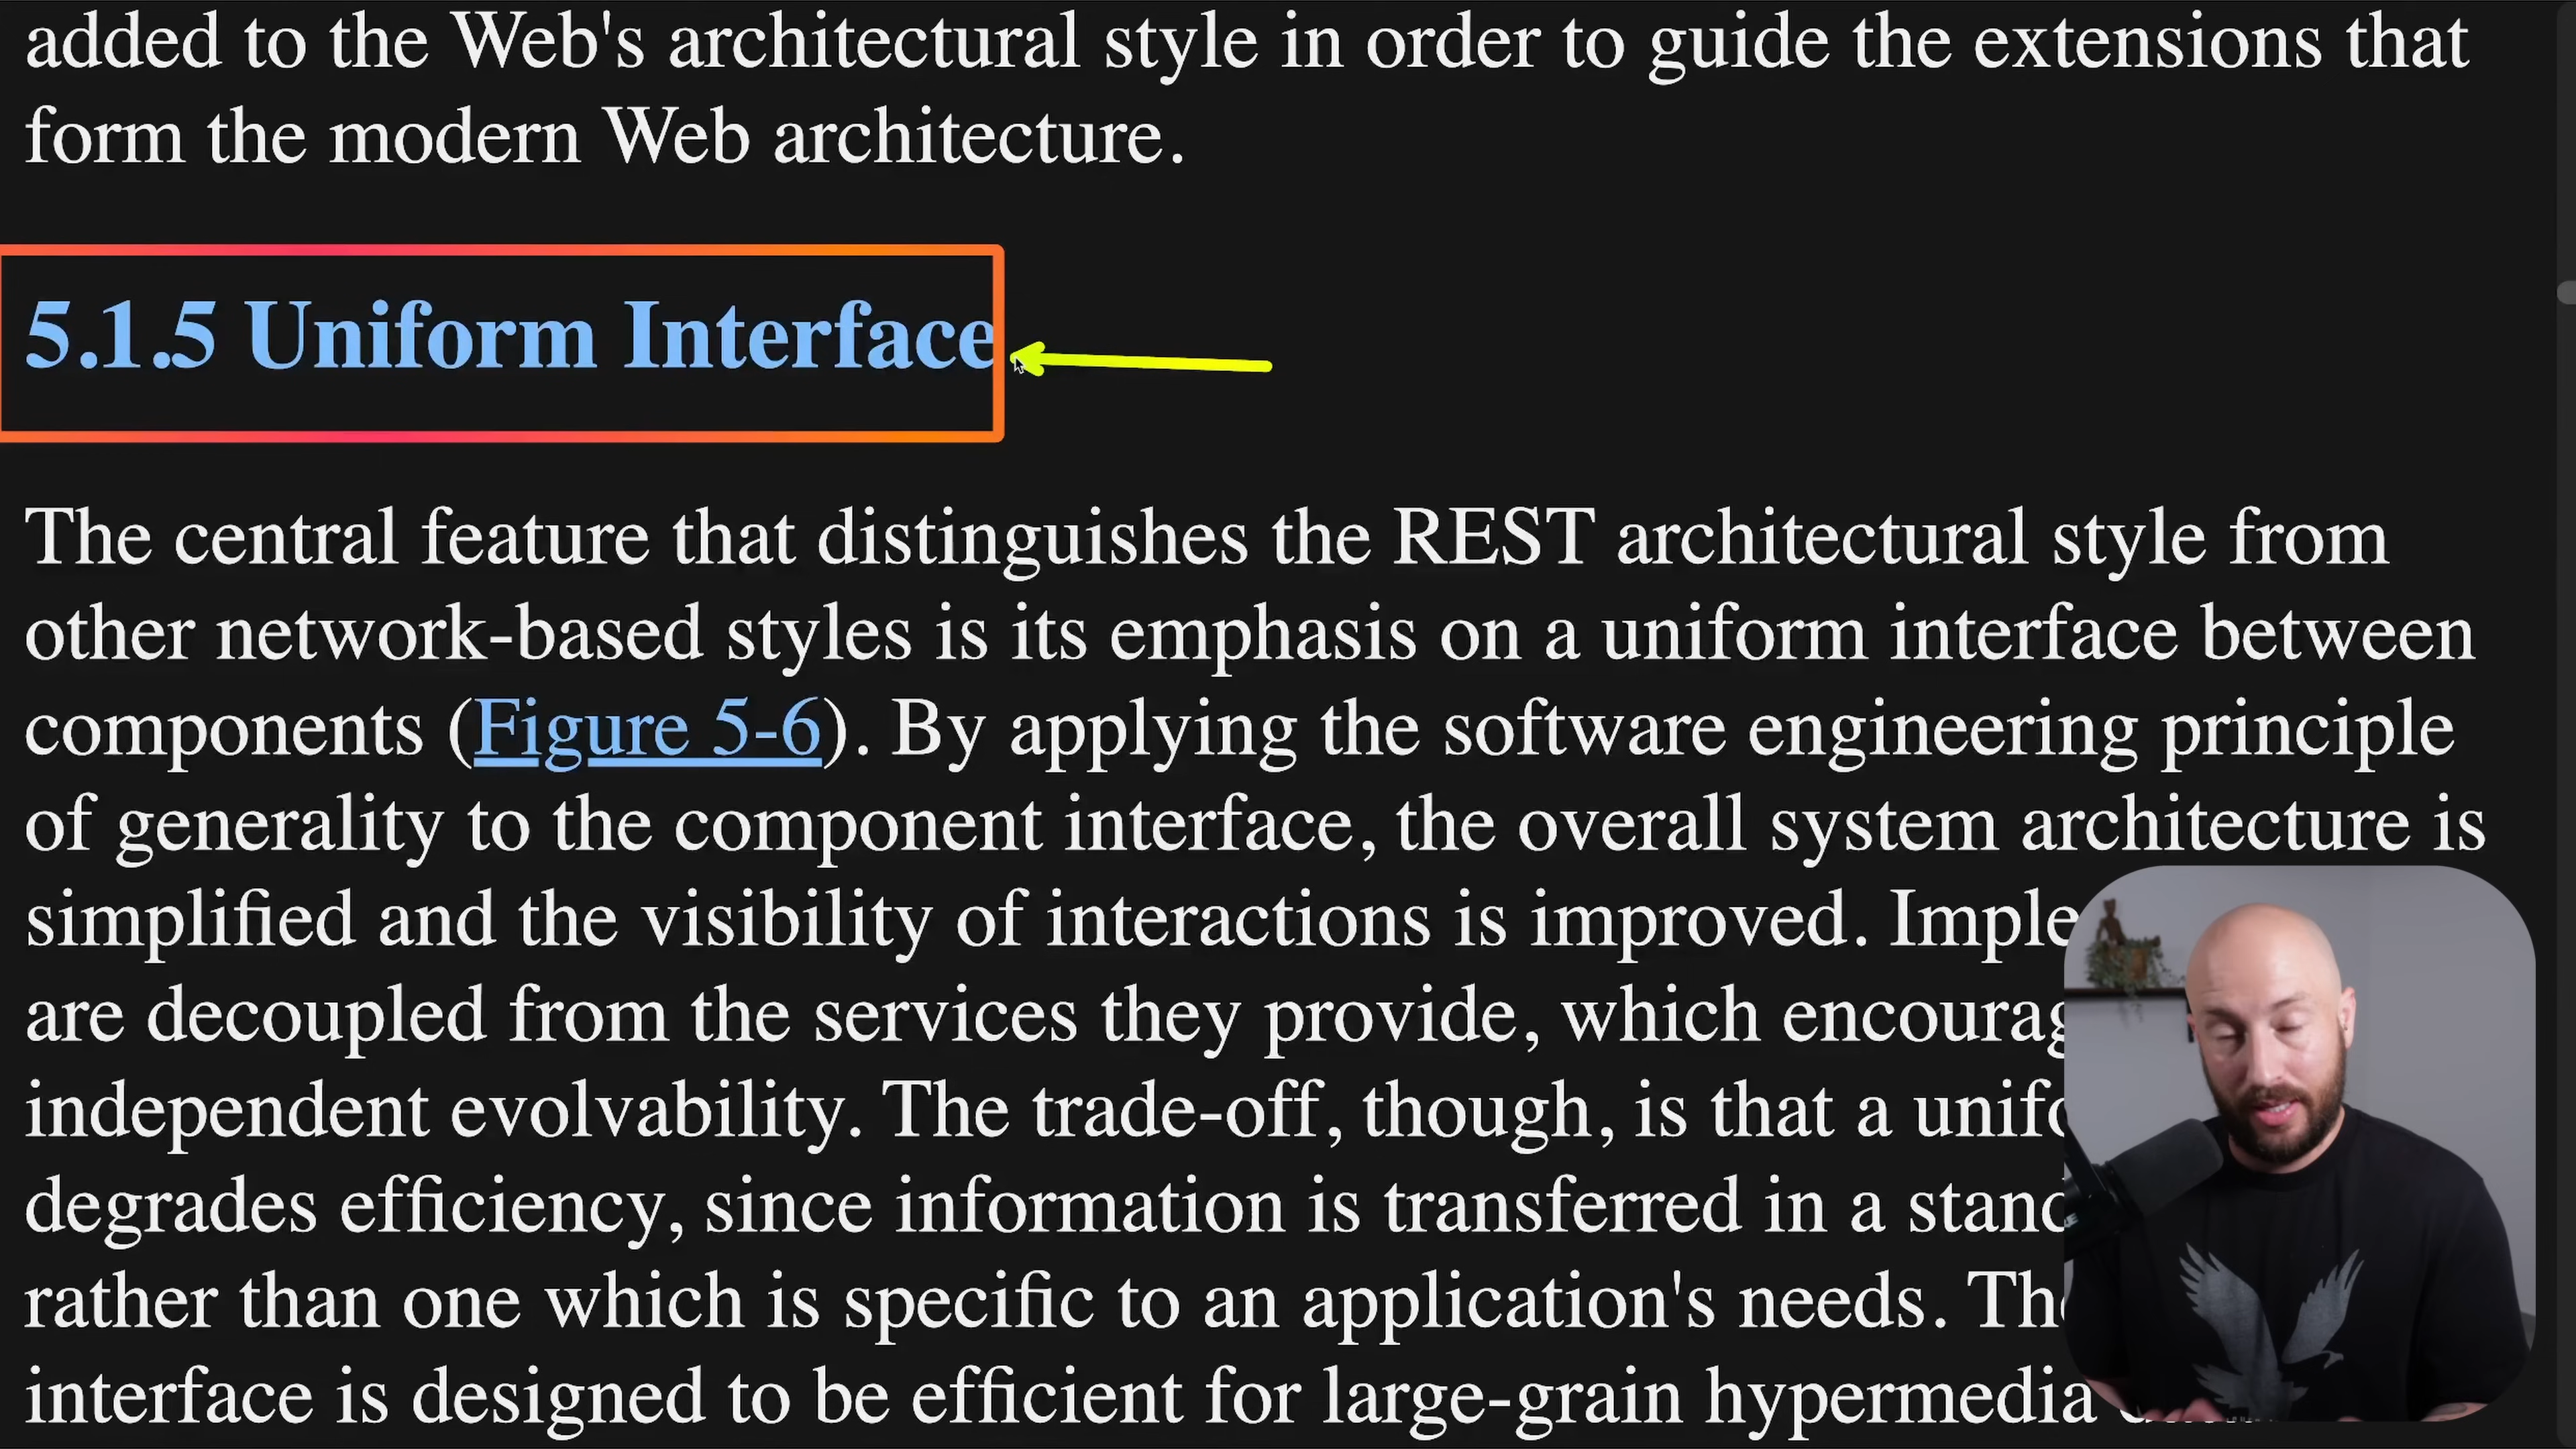 added to the Web's architectural style in order to guide the extensions that
form the modern Web architecture.
5.1.5 Uniform Interface
The central feature that distinguishes the REST architectural style from
other network-based styles is its emphasis on a uniform interface between
components (Figure 5-6). By applying the software engineering principle
of generality to the component interface, the overall system architecture is
simplified and the visibility of interactions is improved.
are decoupled from the services they provide, which
independent evolvability. The trade-off, though, is that a
degrades efficiency, since information is transferred in a
rather than one which is specific to an application's needs.
interface is designed to be efficient for large-grain hypermedia